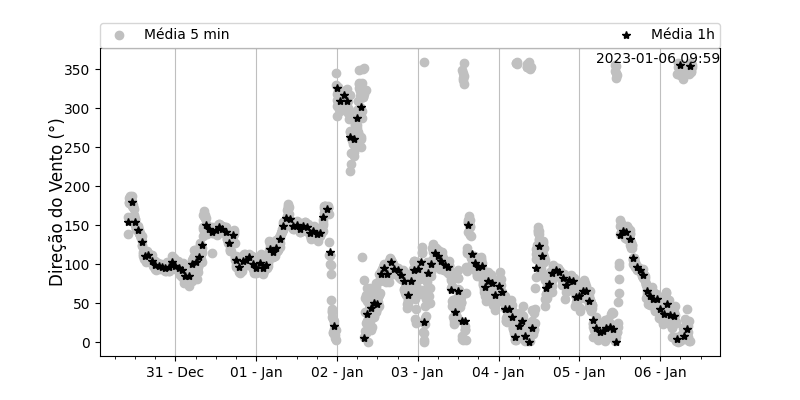 Média 5 min
Média 1h
2023-01-06 09:59
Direção do Vento (°)
350
300
250
200
150
100
50
0
31 - Dec
01 - Jan
02 - Jan
03 - Jan
04 - Jan
05 - Jan
06 - Jan